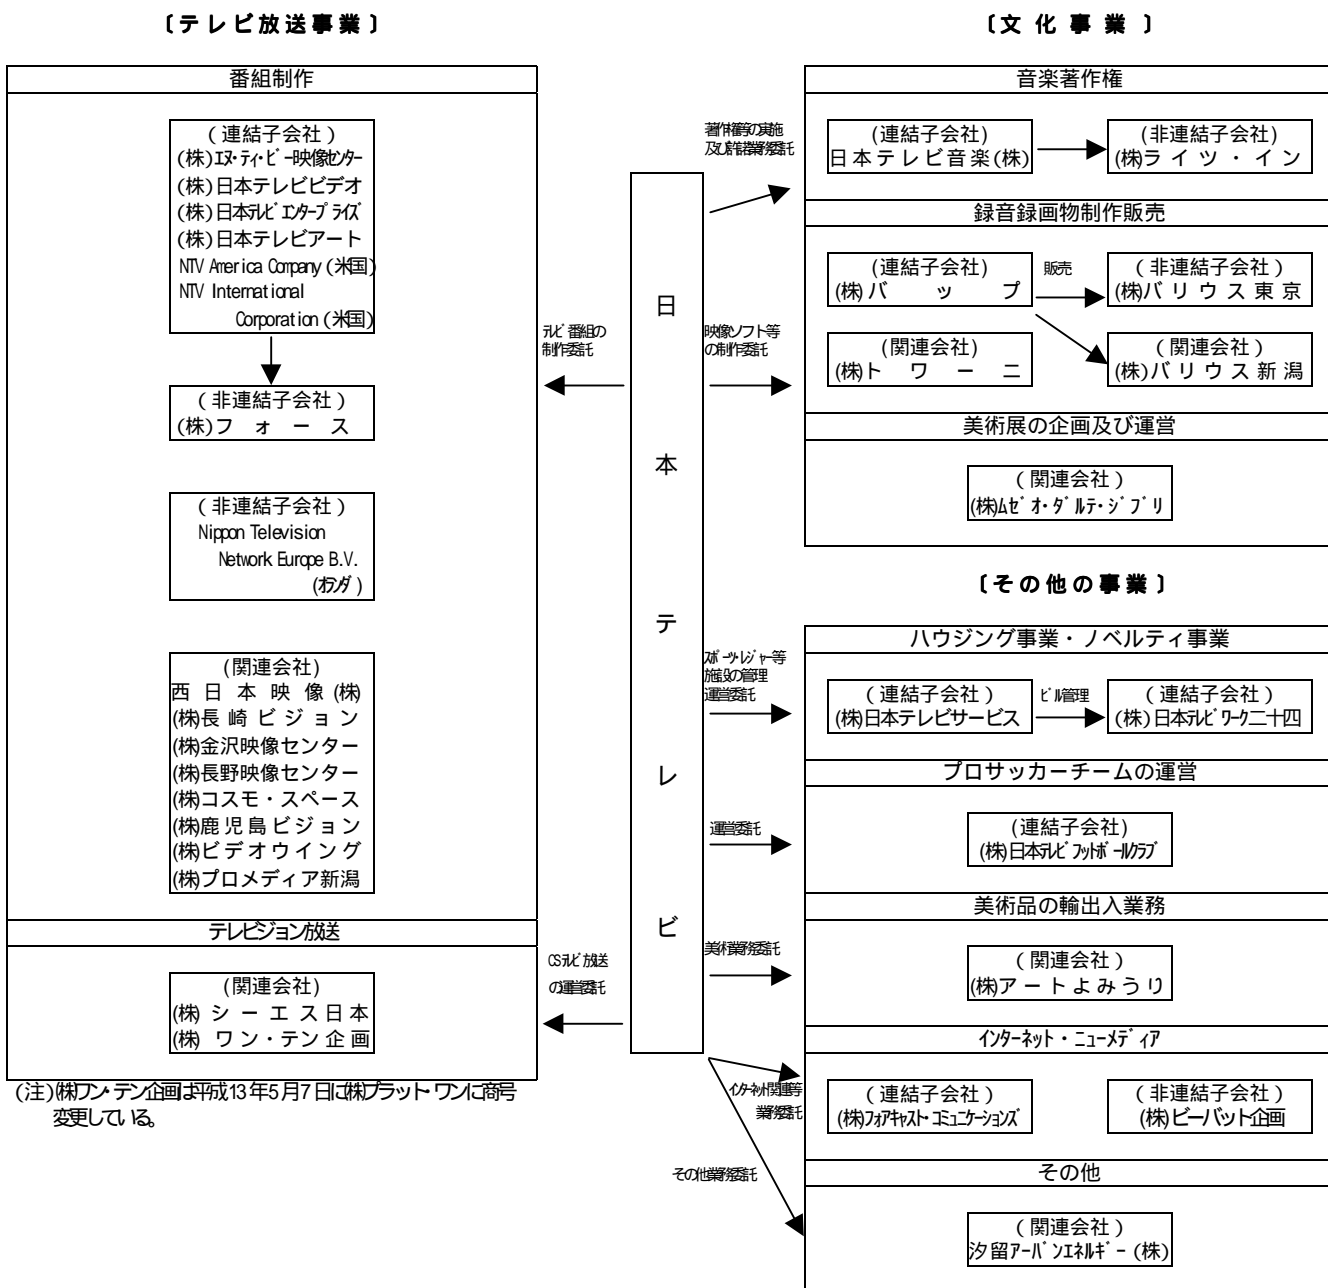 〔テレビ放送事業〕
番組制作
(連結子会社)
(株)ｴﾇ・ﾃｨ・ﾋﾞｰ映像ｾﾝﾀｰ
(株)日本テレビビデオ
(株)日本ﾃﾚﾋﾞｴﾝﾀｰﾌﾟﾗｲｽﾞ
(株)日本テレビアート
NTV America Company (米国)
NTV International
Corporation (米国)
(非連結子会社)
(株)フォース
(非連結子会社)
Nippon Television
Network Europe B.V.
(ｵﾗﾝﾀﾞ)
(関連会社)
西日本映像(株)
(株)長崎ビジョン
(株)金沢映像センター
(株)長野映像センター
(株)コスモ・スペース
(株)鹿児島ビジョン
(株)ビデオウイング
(株)プロメディア新潟
テレビジョン放送
(関連会社)
(株)シーエス日本
(株)ワン・テン企画
(注)(株)ワン・テン企画は平成13年5月7日に(株)プラット・ワンに商号
変更している。
ﾃﾚﾋﾞ番組の
制作委託
CSﾃﾚﾋﾞ放送
の運営委託
日本テレビ
著作権等の実施
及び許諾業務委託
映像ソフト等
の制作委託
ｽﾎﾟｰﾂ・ﾚｼﾞｬｰ等
施設の管理
運営委託
運営委託
美術業務委託
ｲﾝﾀｰﾈｯﾄ関連等
業務委託
その他業務委託
〔文化事業〕
音楽著作権
(連結子会社)
日本テレビ音楽(株)
(非連結子会社)
(株)ライツ・イン
録音録画物制作販売
(連結子会社)
(株)バップ
販売
(非連結子会社)
(株)バリウス東京
(関連会社)
(株)トワーニ
(関連会社)
(株)バリウス新潟
美術展の企画及び運営
(関連会社)
(株)ﾑｾﾞｵ・ﾀﾞﾙﾃ・ｼﾞﾌﾞﾘ
〔その他の事業〕
ハウジング事業・ノベルティ事業
(連結子会社)
(株)日本テレビサービス
ﾋﾞﾙ管理
(連結子会社)
(株)日本ﾃﾚﾋﾞﾜｰｸ二十四
プロサッカーチームの運営
(連結子会社)
(株)日本ﾃﾚﾋﾞﾌｯﾄﾎﾞｰﾙｸﾗﾌﾞ
美術品の輸出入業務
(関連会社)
(株)アートよみうり
ｲﾝﾀｰﾈｯﾄ・ﾆｭｰﾒﾃﾞｨｱ
(連結子会社)
(株)ﾌｫｱｷｬｽﾄ・ｺﾐｭﾆｹｰｼｮﾝｽﾞ
(非連結子会社)
(株)ビーバット企画
その他
(関連会社)
汐留ｱｰﾊﾞﾝｴﾈﾙｷﾞｰ(株)